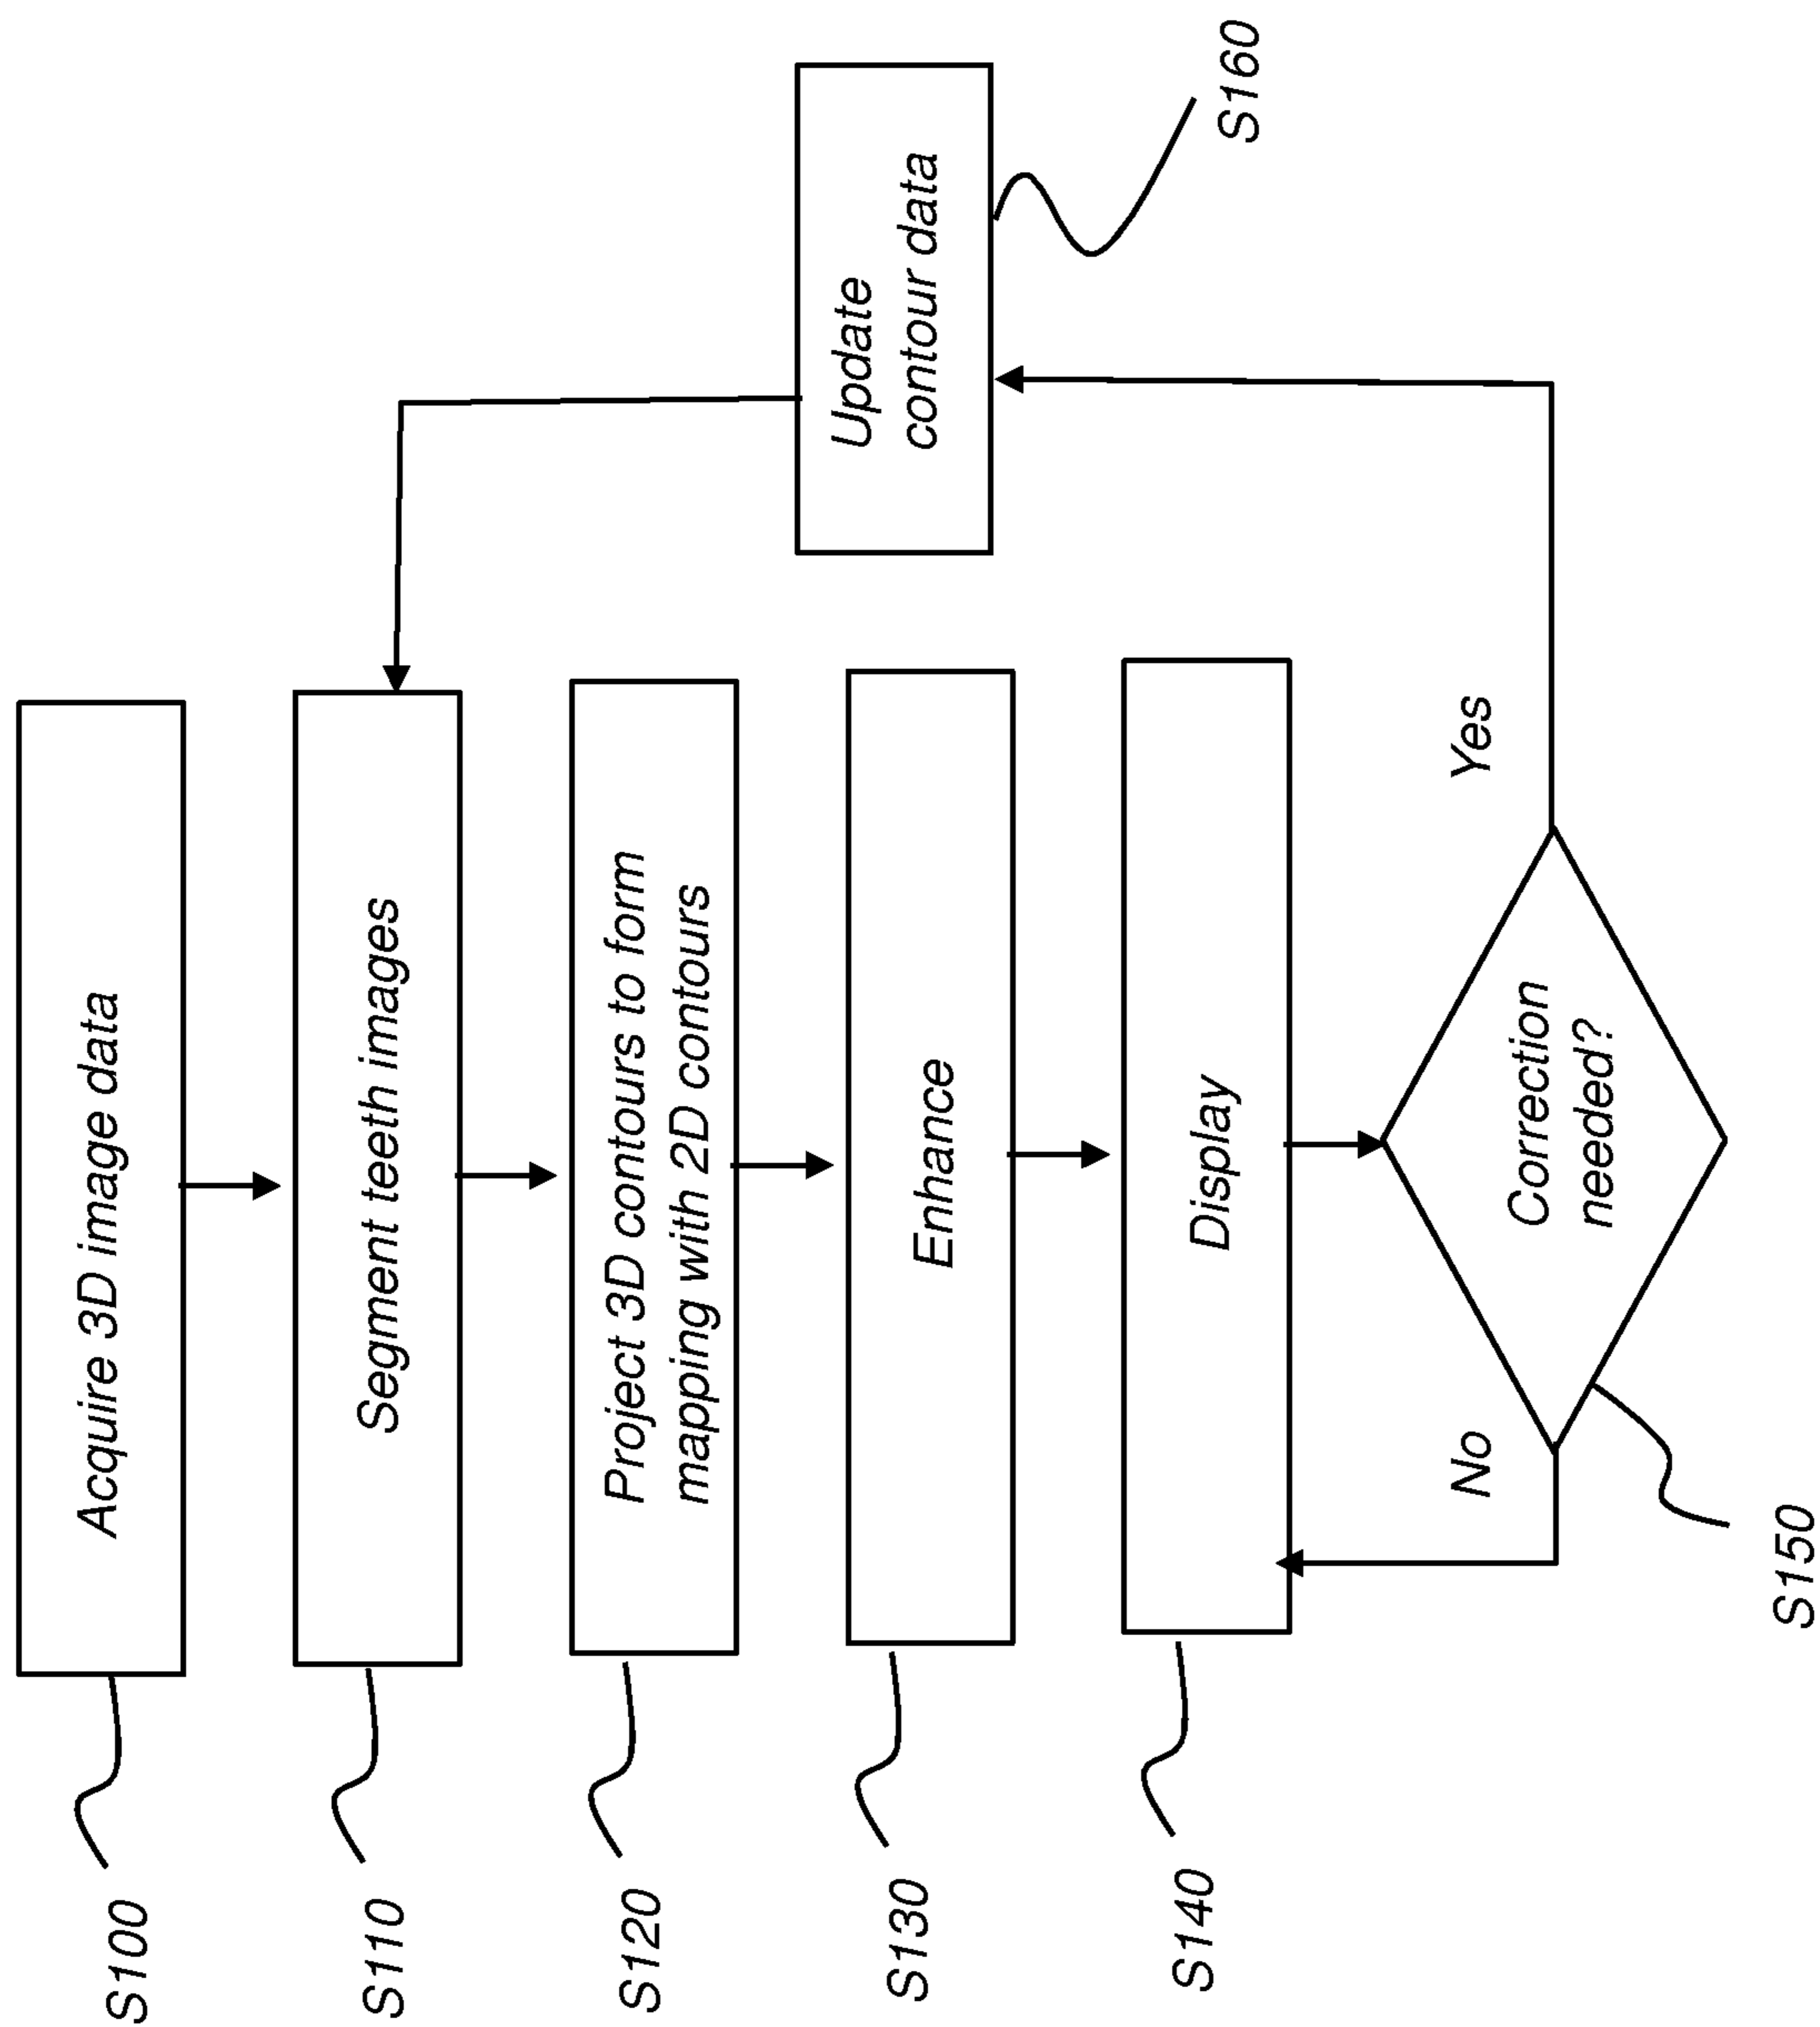 S100
Acquire 3D image data
S110
Segment teeth images
S120
Project 3D contours to form
mapping with 2D contours
S130
Enhance
S140
Display
No
Correction
needed?
Yes
S150
Update
contour data
S160